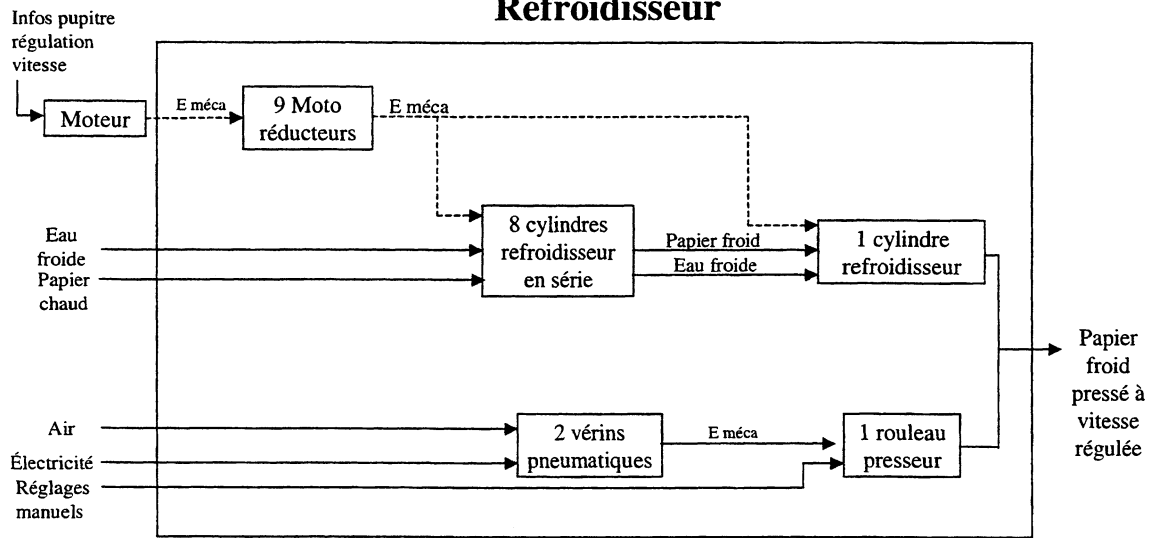 Refroidisseur
Infos pupitre
régulation
vitesse
Moteur
E méca
9 Moto
réducteurs
E méca
Eau
froide
Papier
chaud
8 cylindres
refroidisseur
en série
Papier froid
Eau froide
1 cylindre
refroidisseur
Papier
froid
pressé à
vitesse
régulée
Air
Électricité
Réglages
manuels
2 vérins
pneumatiques
E méca
1 rouleau
presseur